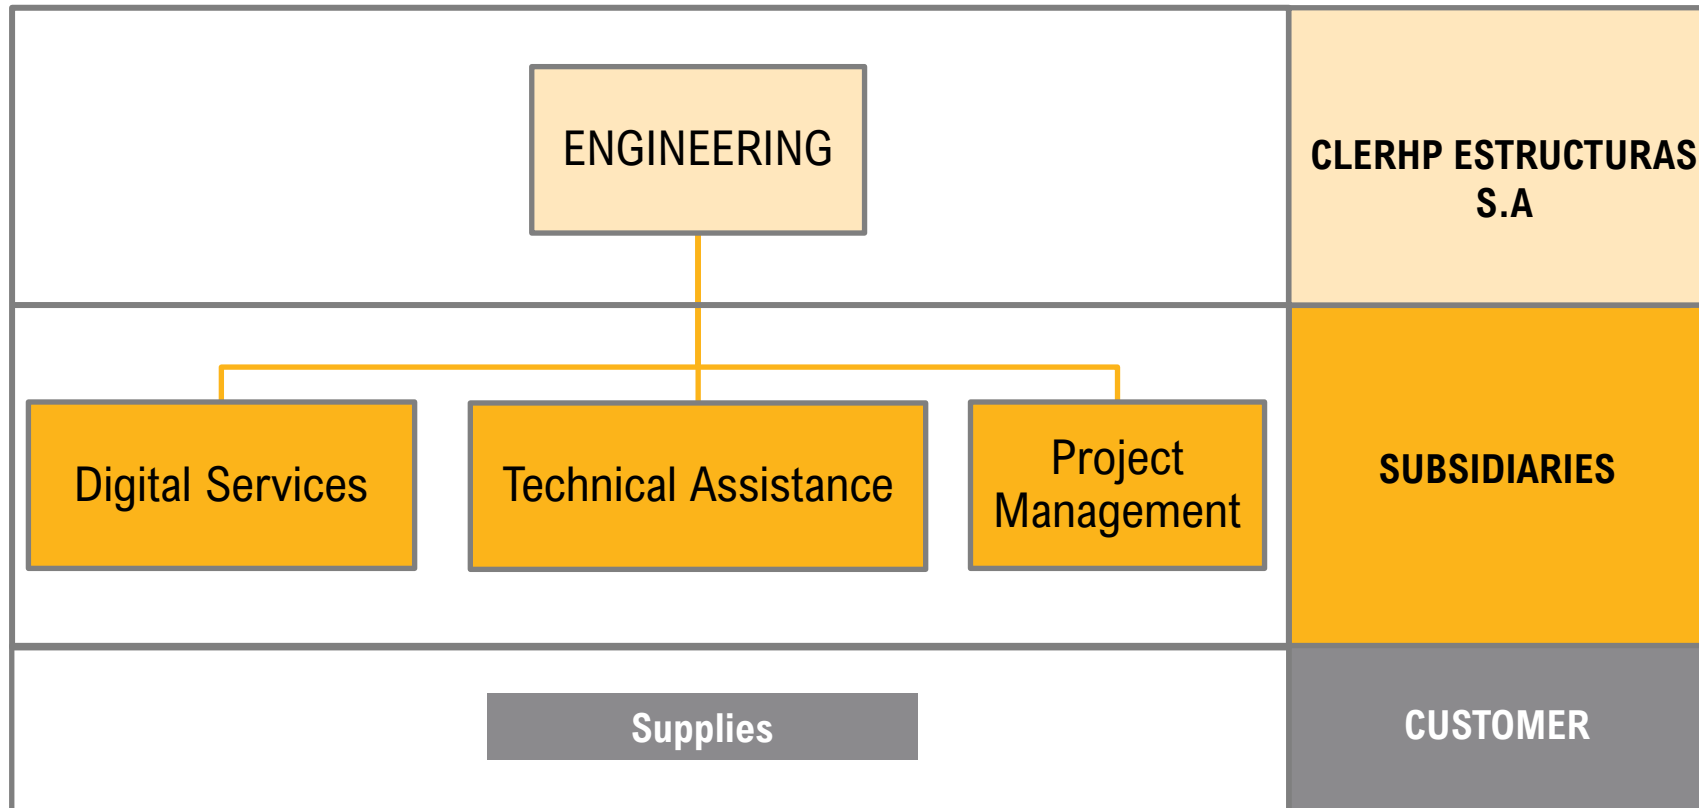 ENGINEERING
CLERHP ESTRUCTURAS
S.A
Digital Services
Technical Assistance
Project
Management
SUBSIDIARIES
Supplies
CUSTOMER